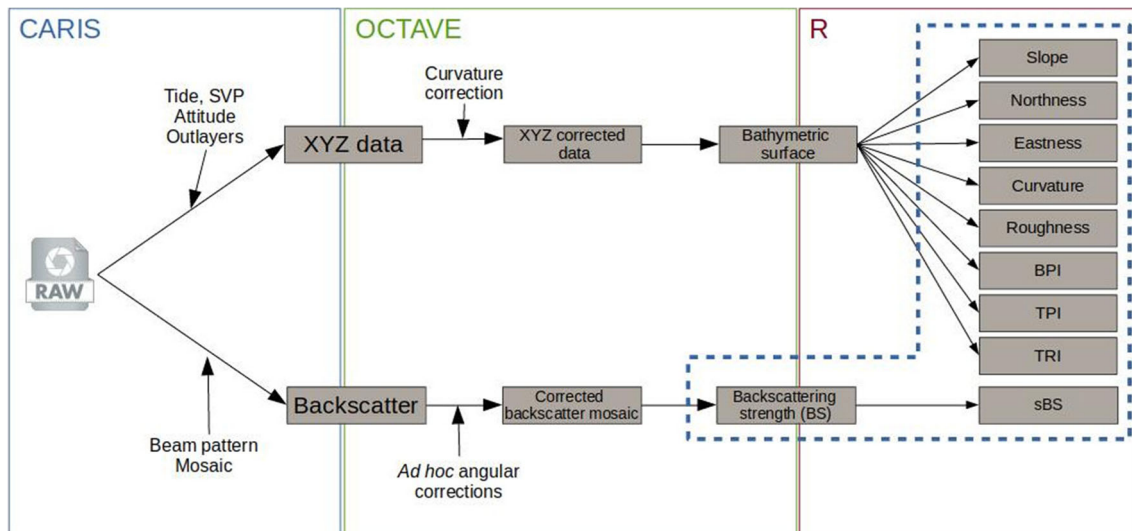 CARIS
OCTAVE
R
Tide, SVP
Attitude
Outlayers
Curvature
correction
XYZ data
XYZ corrected
data
Bathymetric
surface
Slope
Northness
Eastness
Curvature
Roughness
BPI
TPI
TRI
RAW
Backscatter
Corrected
backscatter mosaic
Backscattering
strength (BS)
sBS
Beam pattern
Mosaic
Ad hoc angular
corrections